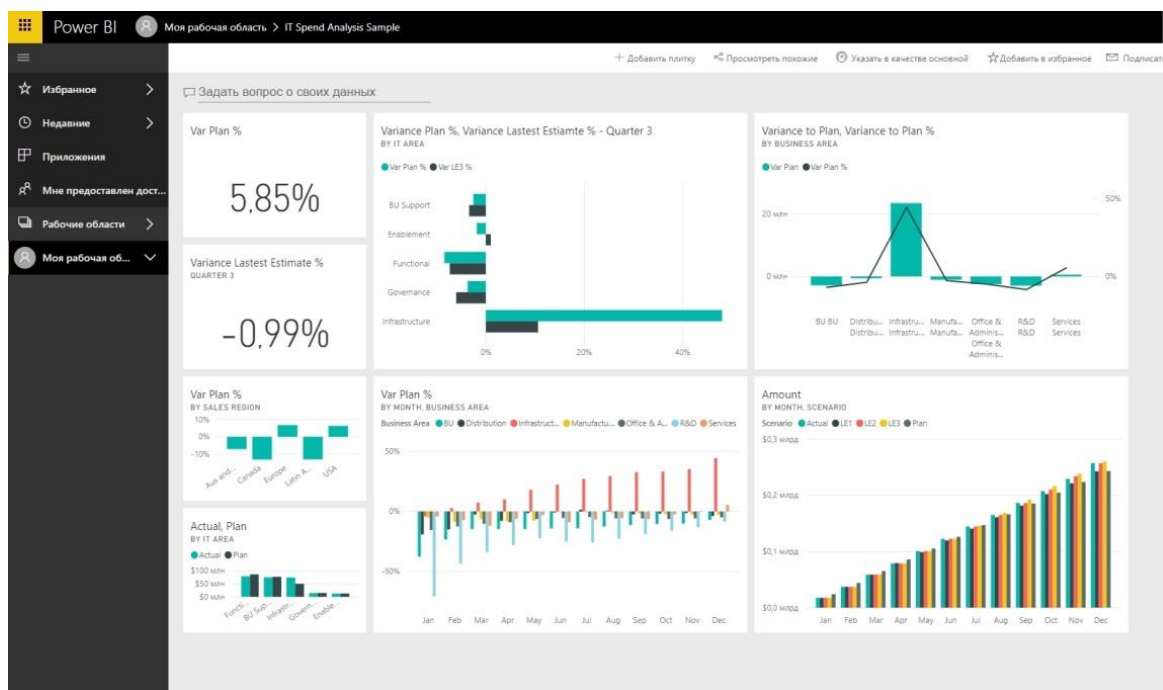 Power BI
Моя рабочая область > IT Spend Analysis Sample
Добавить плитку
Просмотреть похожие
Указать в качестве основной
Добавить в избранное
Подписат
Избранное
Недавние
Приложения
Мне предоставлен дост...
Рабочие области
Моя рабочая об...
Задать вопрос о своих данных
Var Plan %
5,85%
Variance Lastest Estimate %
QUARTER 3
-0,99%
Variance Plan %, Variance Lastest Estiamte % - Quarter 3
BY IT AREA
Var Plan % Var LE3 %
BU Support
Enablement
Functional
Governance
Infrastructure
0% 20% 40%
Variance to Plan, Variance to Plan %
BY BUSINESS AREA
Var Plan Var Plan %
20 млн 50%
0 млн 0%
BU BU Distribu... Infrastru... Manufa... Office & R&D Services
Distribu... Infrastru... Manufa... Adminis... R&D Services
Office &
Adminis...
Var Plan %
BY SALES REGION
10%
0%
-10%
Aus and... Canada Europe Latin A... USA
Actual, Plan
BY IT AREA
Actual Plan
$100 млн
$50 млн
$0 млн
Functi... BU Sup... Infrastr... Govern... Enable...
Var Plan %
BY MONTH, BUSINESS AREA
Business Area BU Distribution Infrastruct... Manufactu... Office & A... R&D Services
50%
0%
-50%
Jan Feb Mar Apr May Jun Jul Aug Sep Oct Nov Dec
Amount
BY MONTH, SCENARIO
Scenario Actual LE1 LE2 LE3 Plan
$0,3 млрд
$0,2 млрд
$0,1 млрд
$0,0 млрд
Jan Feb Mar Apr May Jun Jul Aug Sep Oct Nov Dec